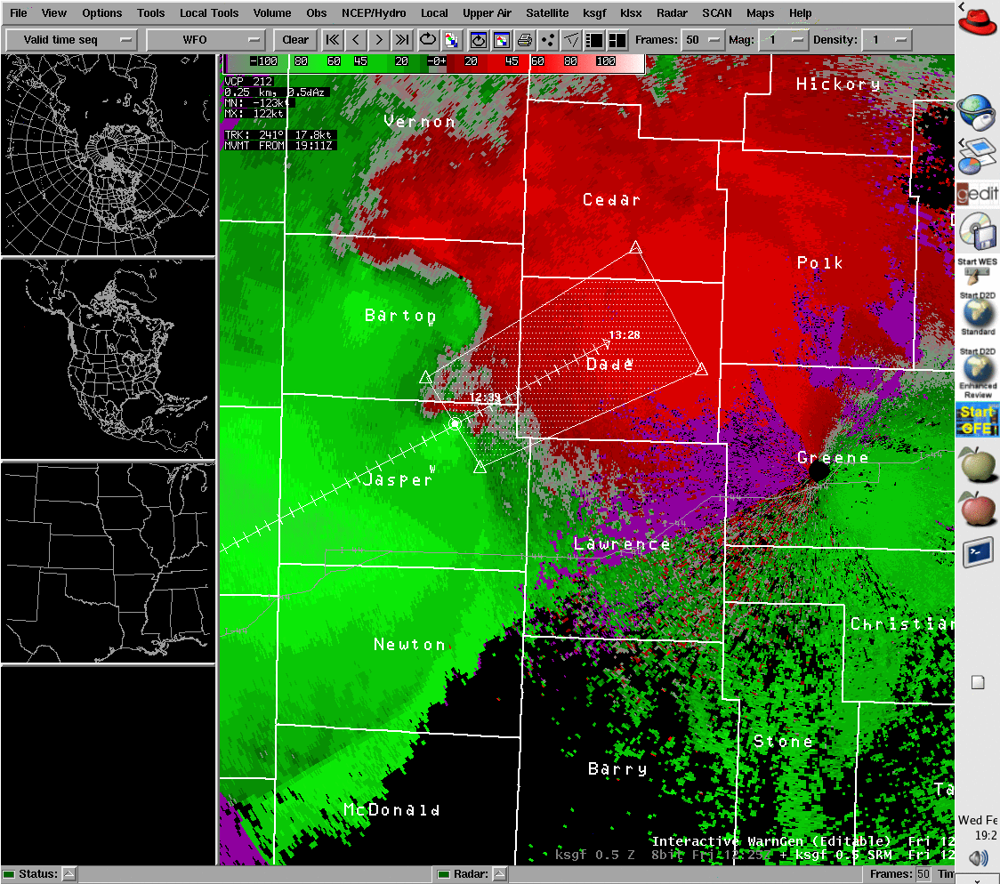 File View Options Tools Local Tools Volume Obs NCEP/Hydro Local Upper Air Satellite ksgf klsx Radar SCAN Maps Help
Valid time seq WFO Clear Frames: 50 Mag: 1 Density: 1
-100 80 60 45 20 -0+ 20 45 60 80 100
VCP 212
0.25 km, 0.5dAz
MN: -123kt
MX: 122kt
TRK: 241° 17.8kt
MVMT FROM 19:11Z
Hickory
Vernon
Cedar
Polk
Barton
W
13:28
Dade
W
12:39
Greene
W
Jasper
I-44
Lawrence
I-44
Christian
Newton
Stone
Barry
McDonald
Interactive WarnGen (Editable) Fri 12
ksgf 0.5 Z 8bit Fri 12:25Z + ksgf 0.5 SRM Fri 12
gedit
Start WES
Start D2D
Standard
Start D2D
Enhanced
Review
Start
GFE
Wed Fe
19:2
Status: Radar: Frames: 50 Tim